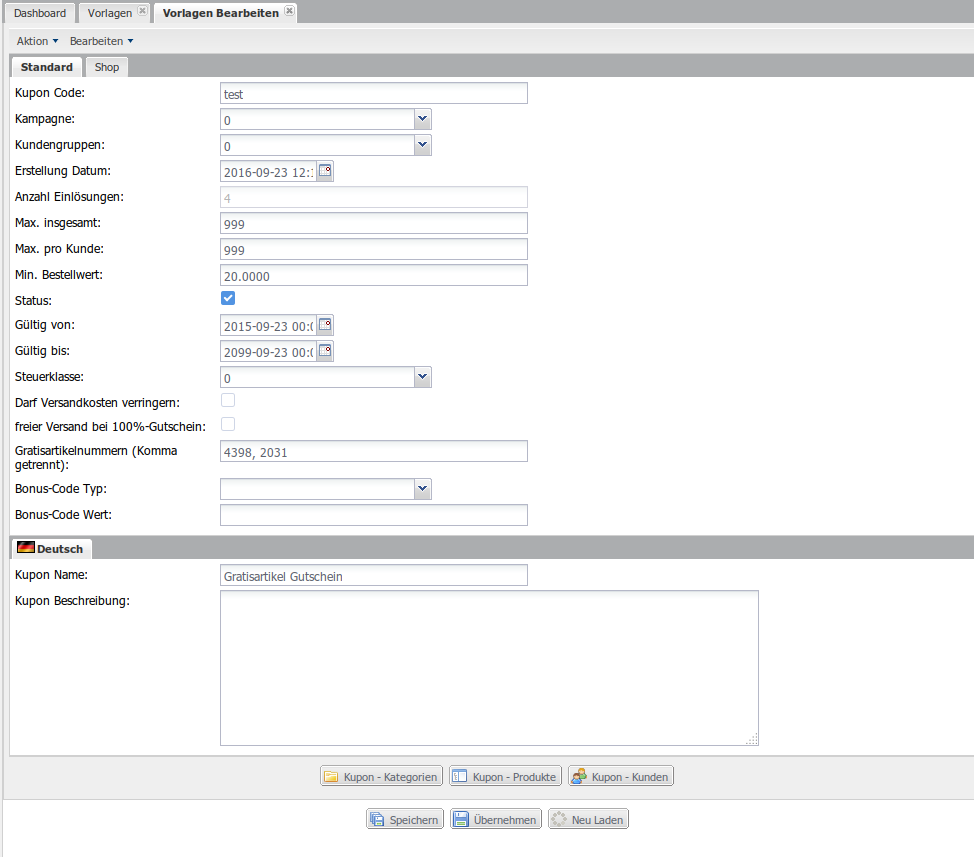 Dashboard Vorlagen Vorlagen Bearbeiten
Aktion Bearbeiten
Standard Shop
Kupon Code: test
Kampagne: 0
Kundengruppen: 0
Erstellung Datum: 2016-09-23 12:
Anzahl Einlösungen: 4
Max. insgesamt: 999
Max. pro Kunde: 999
Min. Bestellwert: 20.0000
Status:
Gültig von: 2015-09-23 00:
Gültig bis: 2099-09-23 00:
Steuerklasse: 0
Darf Versandkosten verringern:
freier Versand bei 100%-Gutschein:
Gratisartikelnummern (Komma 4398, 2031
getrennt):
Bonus-Code Typ:
Bonus-Code Wert:
Deutsch
Kupon Name: Gratisartikel Gutschein
Kupon Beschreibung:
Kupon - Kategorien Kupon - Produkte Kupon - Kunden
Speichern Übernehmen Neu Laden